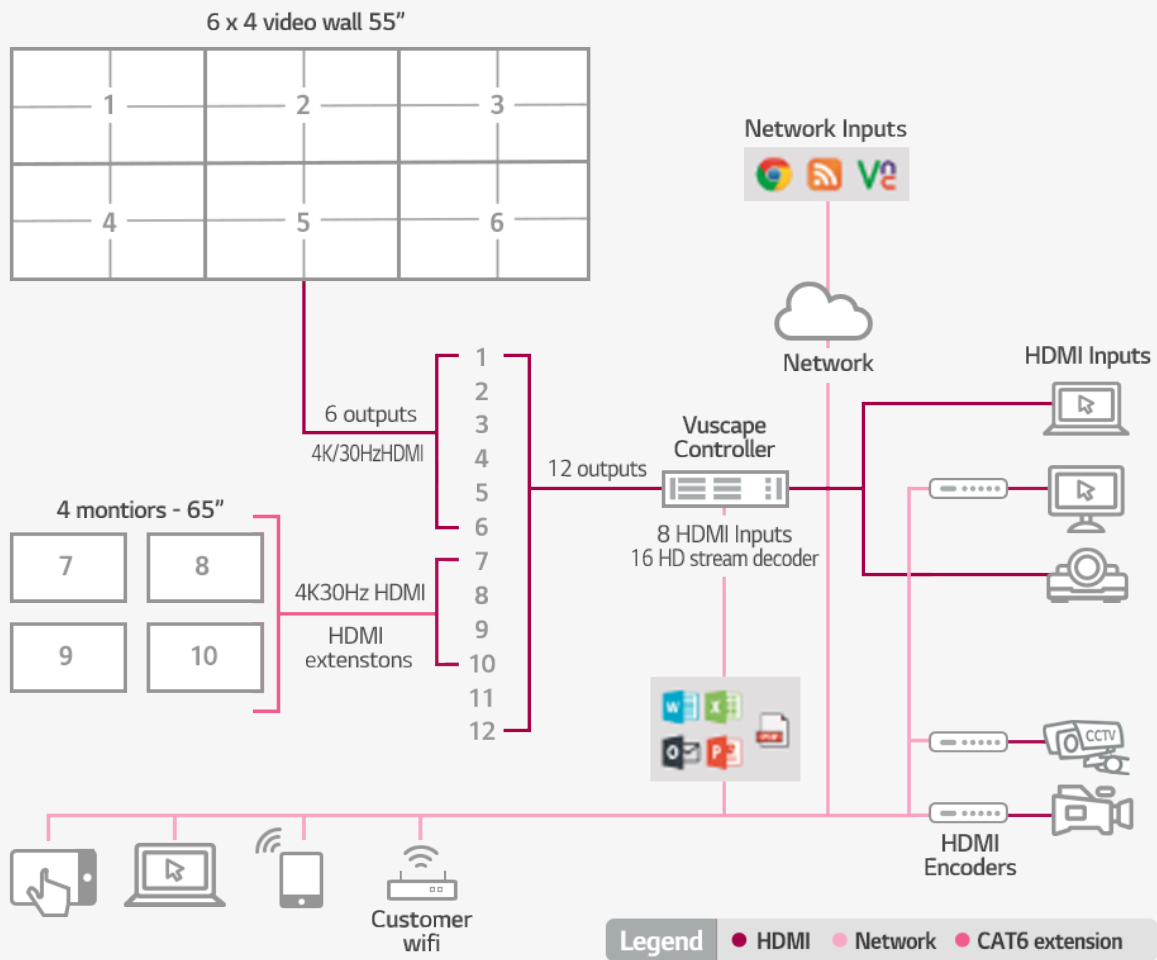 6 x 4 video wall 55”
1
2
3
4
5
6
Network Inputs
Network
HDMI Inputs
6 outputs
4K/30HzHDMI
1
2
3
4
5
6
7
8
9
10
11
12
12 outputs
Vuscape
Controller
8 HDMI Inputs
16 HD stream decoder
4 montiors - 65”
7
8
9
10
4K30Hz HDMI
HDMI
extenstons
W
X
O
P
PDF
CCTV
HDMI
Encoders
Customer
wifi
Legend
HDMI
Network
CAT6 extension